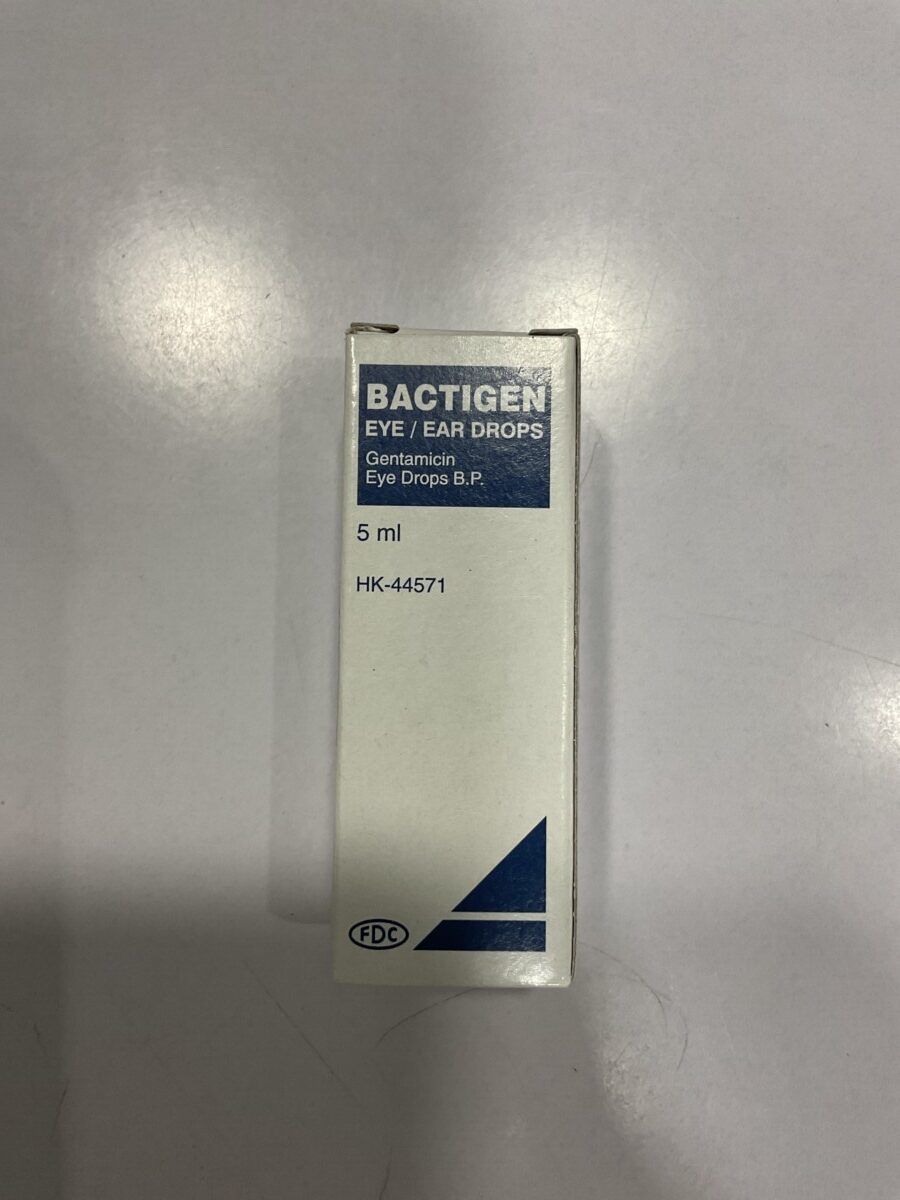 BACTIGEN
EYE / EAR DROPS
Gentamicin
Eye Drops B.P.
5 ml
HK-44571
FDC